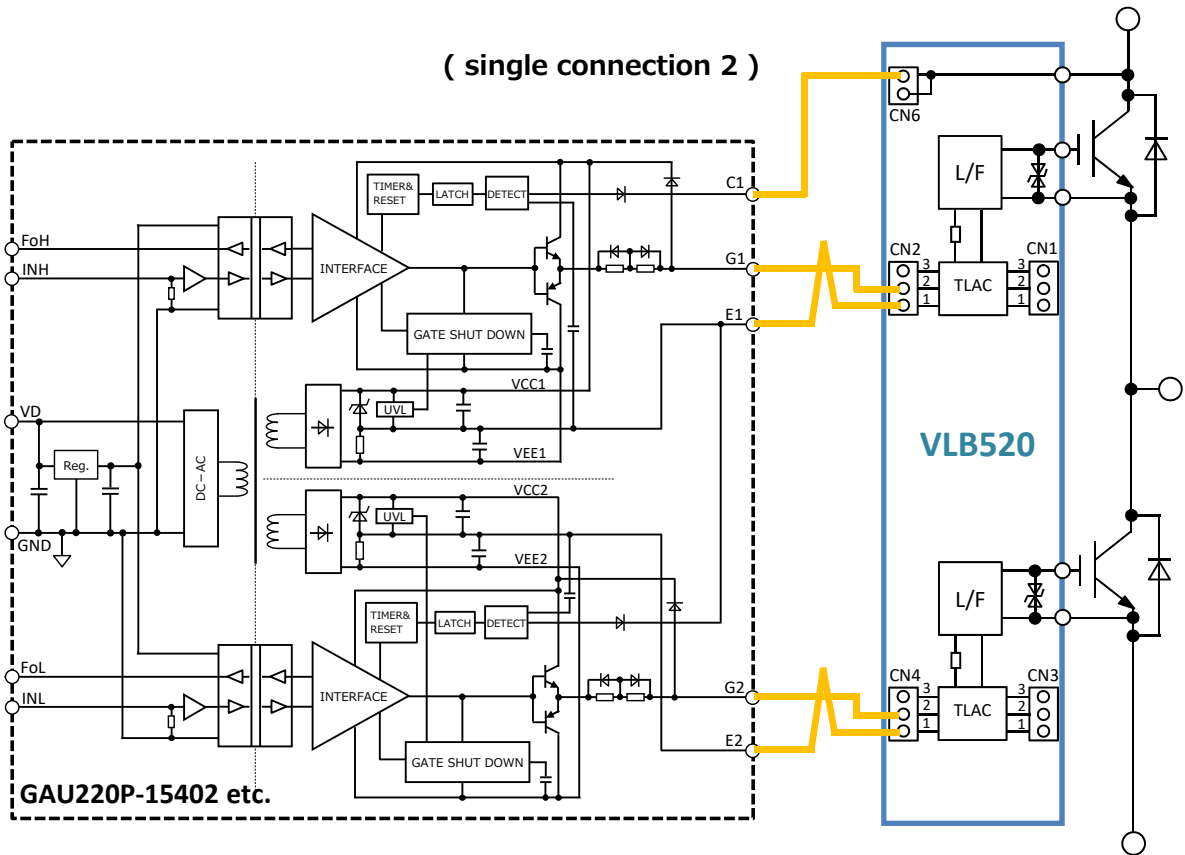 ( single connection 2 )
CN6
C1
TIMER&
RESET
LATCH
DETECT
L/F
FoH
INH
INTERFACE
G1
CN2
CN1
3
2
1
TLAC
3
2
1
E1
GATE SHUT DOWN
VCC1
UVL
VEE1
VD
Reg.
DC－AC
GND
VLB520
VCC2
UVL
VEE2
L/F
TIMER&
RESET
LATCH
DETECT
FoL
INL
INTERFACE
G2
CN4
CN3
3
2
1
TLAC
3
2
1
E2
GATE SHUT DOWN
GAU220P-15402 etc.